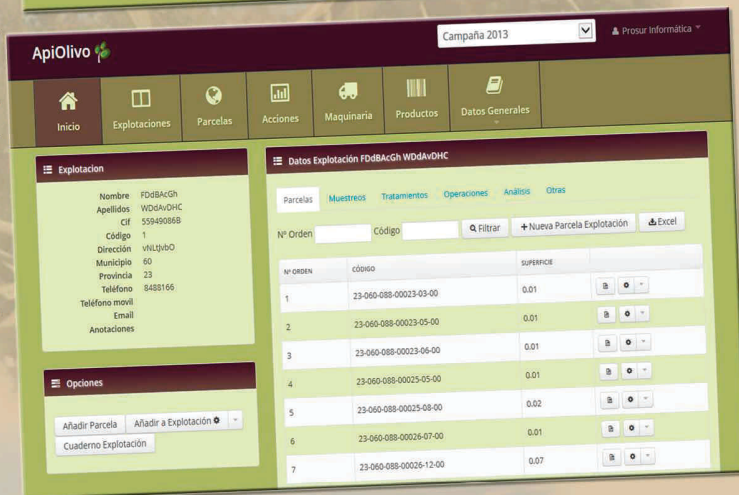 ApiOlivo
Campaña 2013
Prosur Informática
Inicio
Explotaciones
Parcelas
Acciones
Maquinaria
Productos
Datos Generales
Explotacion
Nombre FDdBAcGh
Apellidos WDdAvDHC
Cif 55949086B
Código 1
Dirección vNLtJvbO
Municipio 60
Provincia 23
Teléfono 8488166
Teléfono movil
Email
Anotaciones
Opciones
Añadir Parcela Añadir a Explotación
Cuaderno Explotación
Datos Explotación FDdBAcGh WDdAvDHC
Parcelas Muestreos Tratamientos Operaciones Análisis Otras
Nº Orden Código Filtrar +Nueva Parcela Explotación Excel
Nº ORDEN CÓDIGO SUPERFICIE
1 23-060-088-00023-03-00 0.01
2 23-060-088-00023-05-00 0.01
3 23-060-088-00023-06-00 0.01
4 23-060-088-00025-05-00 0.01
5 23-060-088-00025-08-00 0.02
6 23-060-088-00026-07-00 0.01
7 23-060-088-00026-12-00 0.07